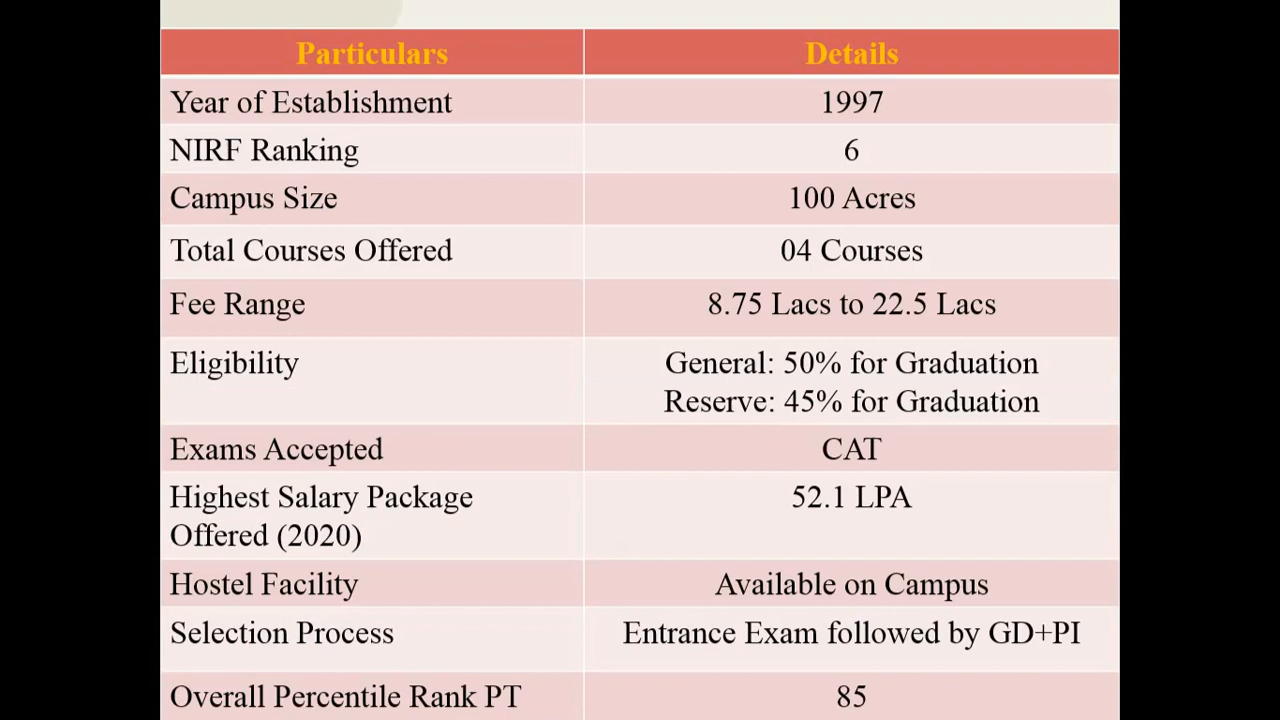 Particulars Details
Year of Establishment 1997
NIRF Ranking 6
Campus Size 100 Acres
Total Courses Offered 04 Courses
Fee Range 8.75 Lacs to 22.5 Lacs
Eligibility General: 50% for Graduation
Reserve: 45% for Graduation
Exams Accepted CAT
Highest Salary Package 52.1 LPA
Offered (2020)
Hostel Facility Available on Campus
Selection Process Entrance Exam followed by GD+PI
Overall Percentile Rank PT 85